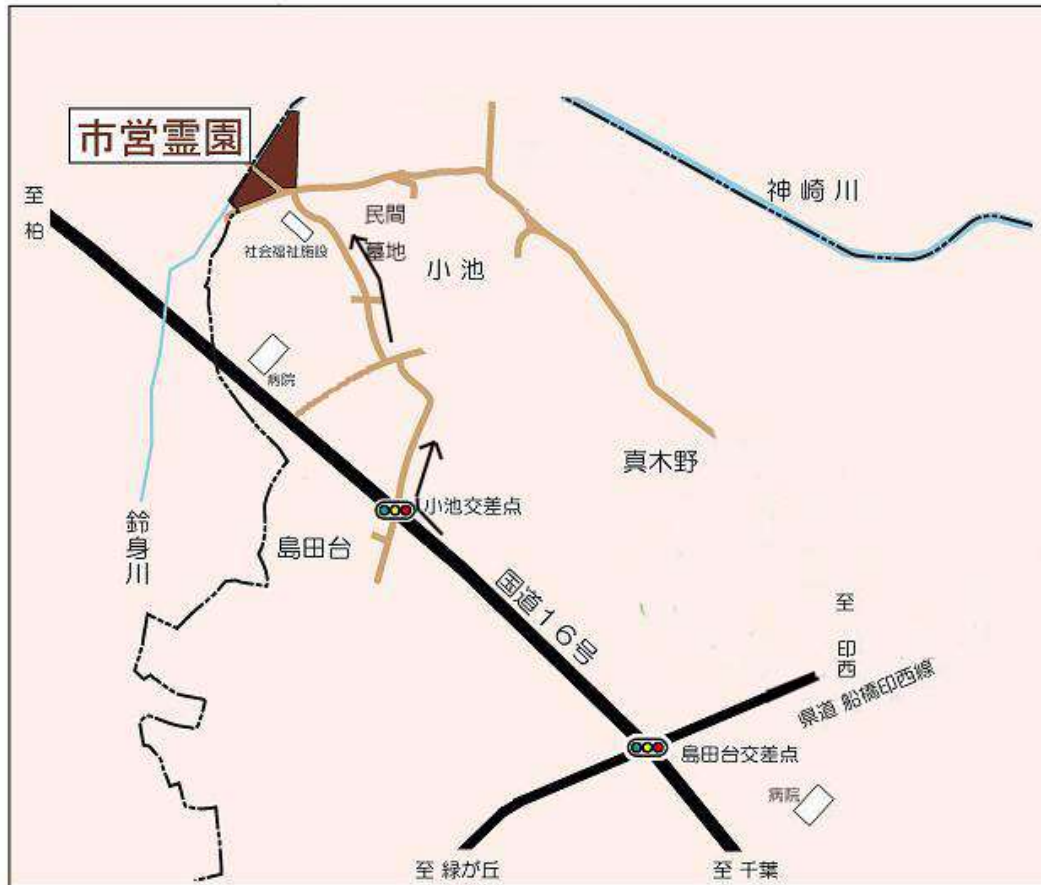 市営霊園
至 柏
神崎川
民間
墓地
社会福祉施設
小池
病院
真木野
小池交差点
鈴身川
島田台
国道16号
至 印西
県道 船橋印西線
島田台交差点
病院
至 緑が丘
至 千葉